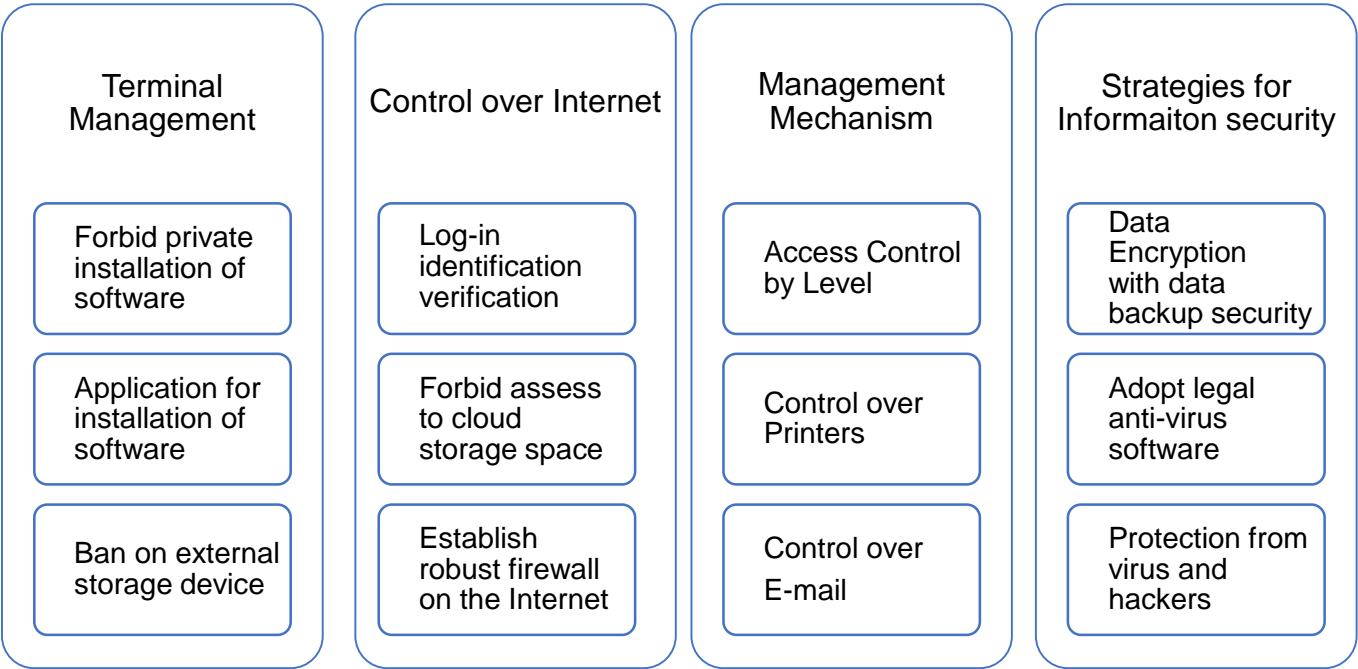 Terminal
Management
Forbid private
installation of
software
Application for
installation of
software
Ban on external
storage device
Control over Internet
Log-in
identification
verification
Forbid assess
to cloud
storage space
Establish
robust firewall
on the Internet
Management
Mechanism
Access Control
by Level
Control over
Printers
Control over
E-mail
Strategies for
Informaiton security
Data
Encryption
with data
backup security
Adopt legal
anti-virus
software
Protection from
virus and
hackers